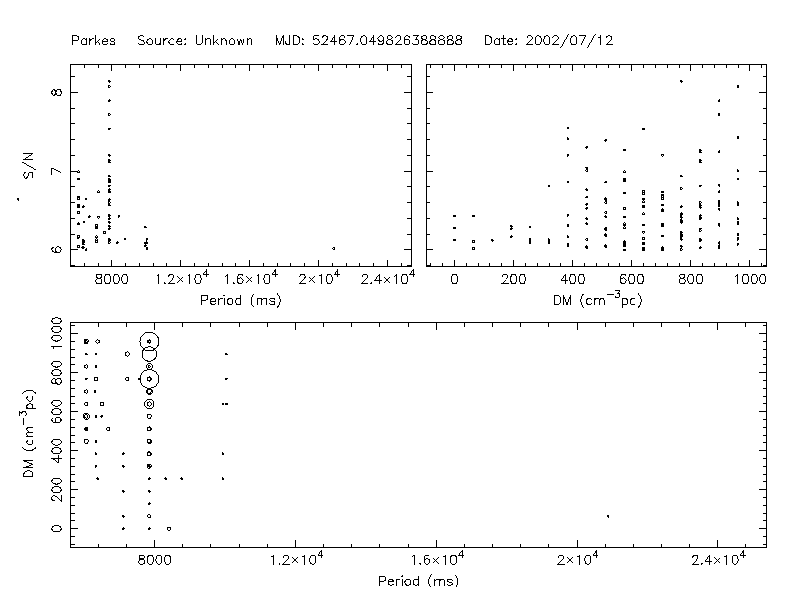 Parkes Source: Unknown MJD: 52467.049826388888 Date: 2002/07/12
8
7
6
S/N
8000 1.2×10⁴ 1.6×10⁴ 2×10⁴ 2.4×10⁴
Period (ms)
0 200 400 600 800 1000
DM (cm⁻³pc)
1000
800
600
400
200
0
DM (cm⁻³pc)
8000 1.2×10⁴ 1.6×10⁴ 2×10⁴ 2.4×10⁴
Period (ms)